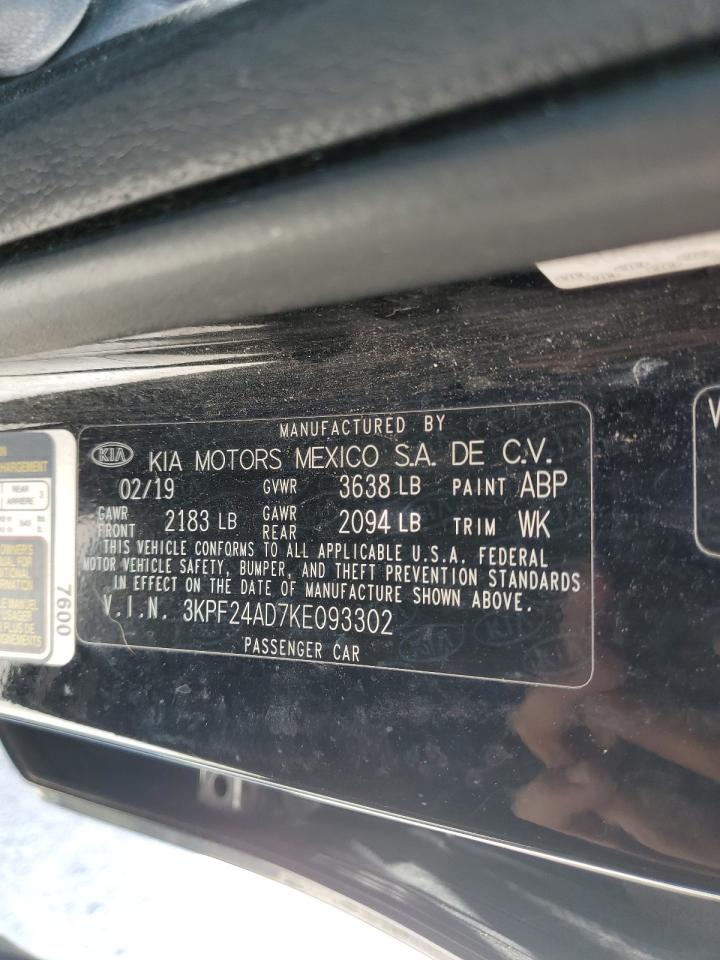 MANUFACTURED BY
KIA KIA MOTORS MEXICO S.A. DE C.V.
02/19 GVWR 3638 LB PAINT ABP
GAWR FRONT 2183 LB GAWR REAR 2094 LB TRIM WK
THIS VEHICLE CONFORMS TO ALL APPLICABLE U.S.A. FEDERAL
MOTOR VEHICLE SAFETY, BUMPER, AND THEFT PREVENTION STANDARDS
IN EFFECT ON THE DATE OF MANUFACTURE SHOWN ABOVE.
V.I.N. 3KPF24AD7KE093302
PASSENGER CAR
REAR
ARRIERE
7600